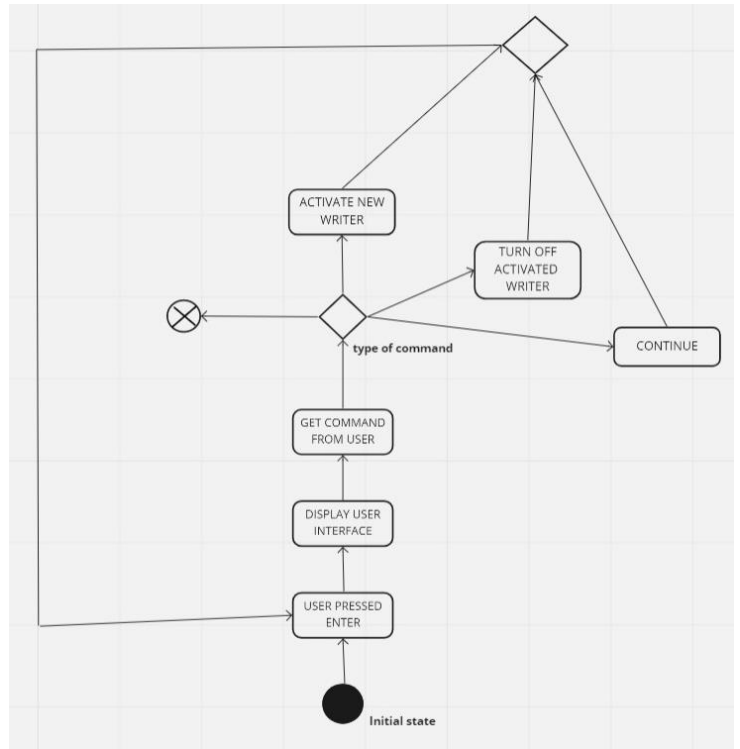 ACTIVATE NEW
WRITER
TURN OFF
ACTIVATED
WRITER
CONTINUE
type of command
GET COMMAND
FROM USER
DISPLAY USER
INTERFACE
USER PRESSED
ENTER
Initial state